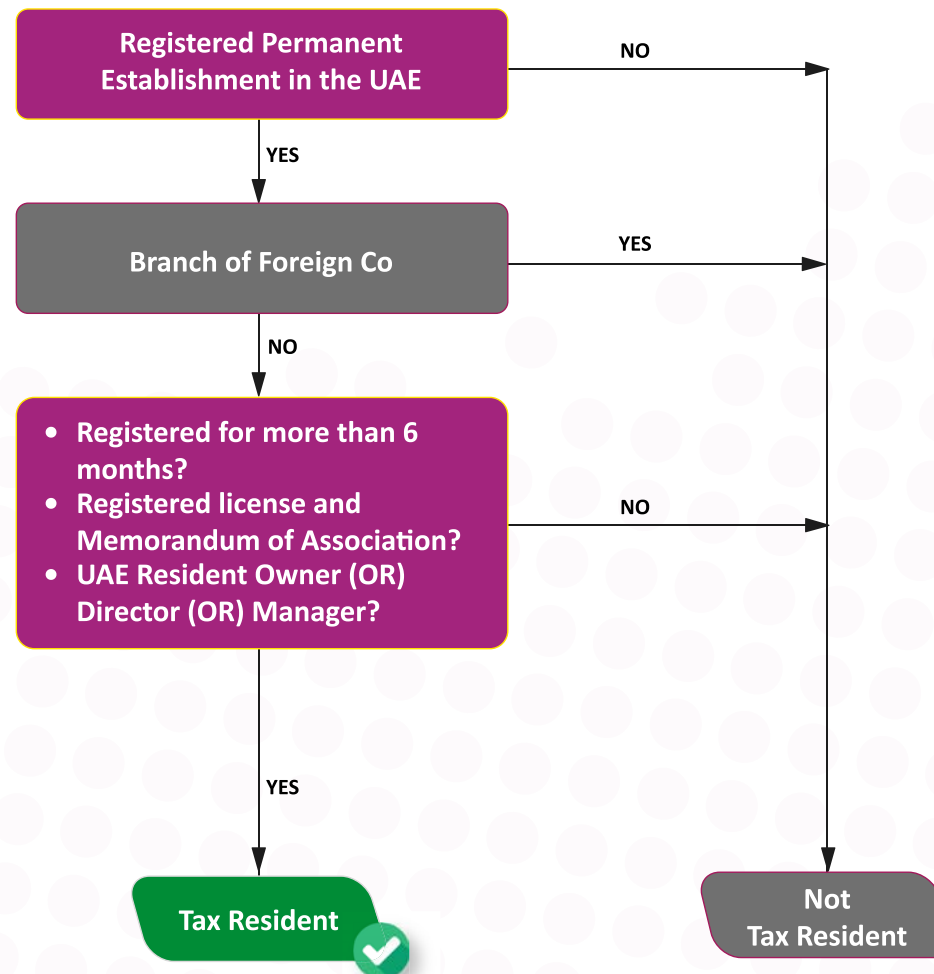 Registered Permanent
Establishment in the UAE
NO
YES
Branch of Foreign Co
YES
NO
• Registered for more than 6
months?
• Registered license and
Memorandum of Association?
• UAE Resident Owner (OR)
Director (OR) Manager?
NO
YES
Tax Resident
Not
Tax Resident